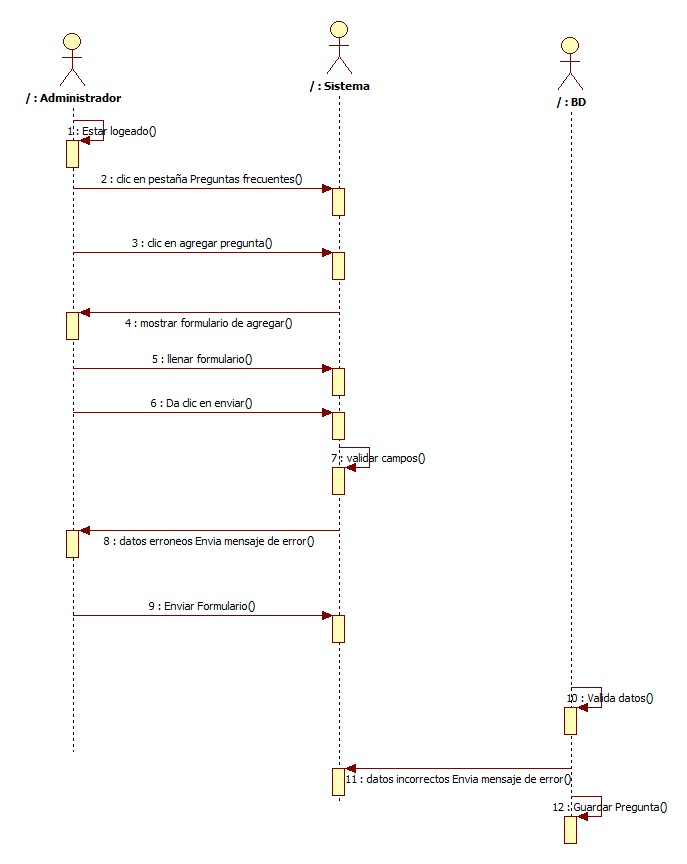 / : Administrador
/ : Sistema
/ : BD
1 : Estar logeado()
2 : clic en pestaña Preguntas frecuentes()
3 : clic en agregar pregunta()
4 : mostrar formulario de agregar()
5 : llenar formulario()
6 : Da clic en enviar()
7 : validar campos()
8 : datos erroneos Envia mensaje de error()
9 : Enviar Formulario()
10 : Valida datos()
11 : datos incorrectos Envia mensaje de error()
12 : Guardar Pregunta()